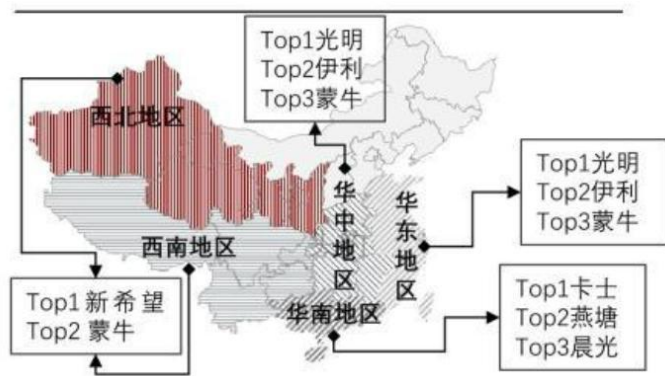 Top1光明
Top2伊利
Top3蒙牛
西北地区
华中地区
华东地区
Top1光明
Top2伊利
Top3蒙牛
西南地区
Top1新希望
Top2 蒙牛
华南地区
Top1卡士
Top2燕塘
Top3晨光